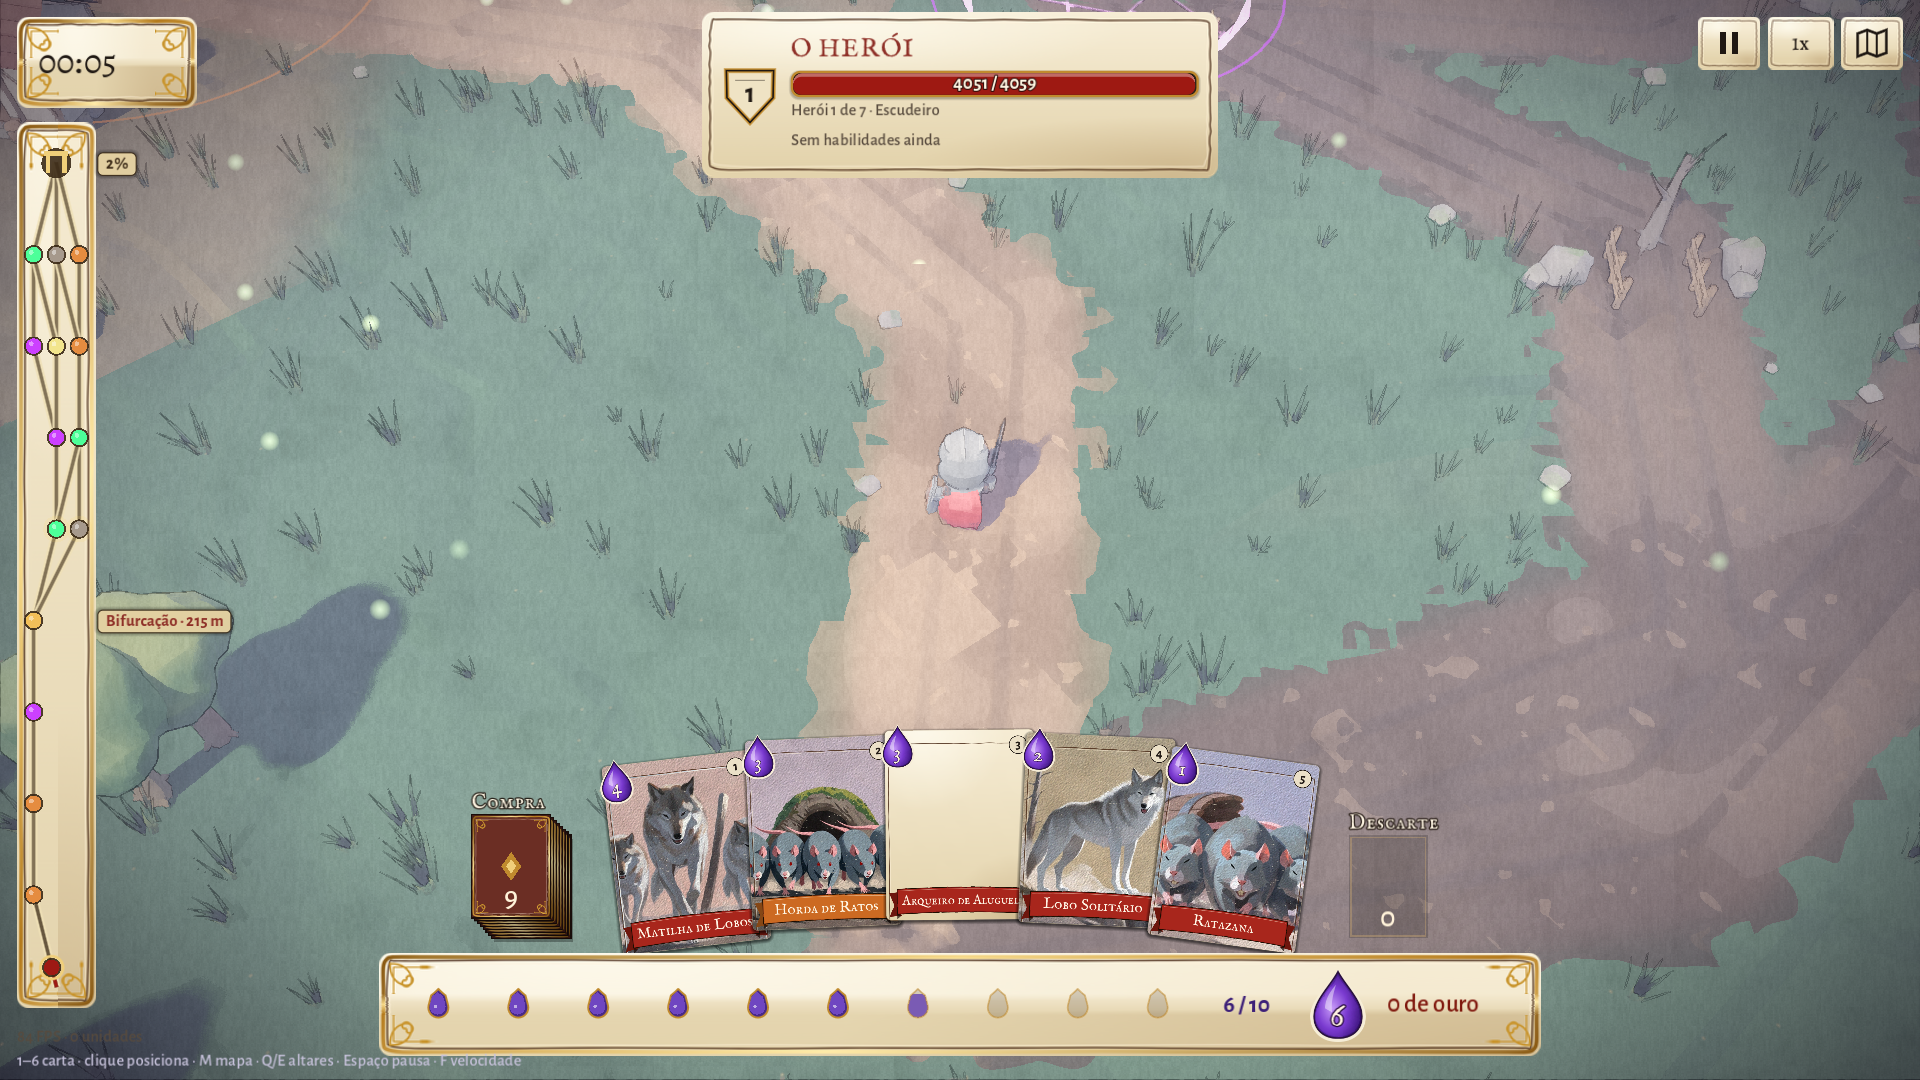 00:05
O HERÓI
1
4051 / 4059
Herói 1 de 7 · Escudeiro
Sem habilidades ainda
1x
2%
Bifurcação · 215 m
Compra
9
4
1
Matilha de Lobos
3
2
Horda de Ratos
3
3
Arqueiro de Aluguel
2
4
Lobo Solitário
1
5
Ratazana
Descarte
0
6 / 10
6
0 de ouro
0 unidades
1–6 carta · clique posiciona · M mapa · Q/E altares · Espaço pausa · F velocidade